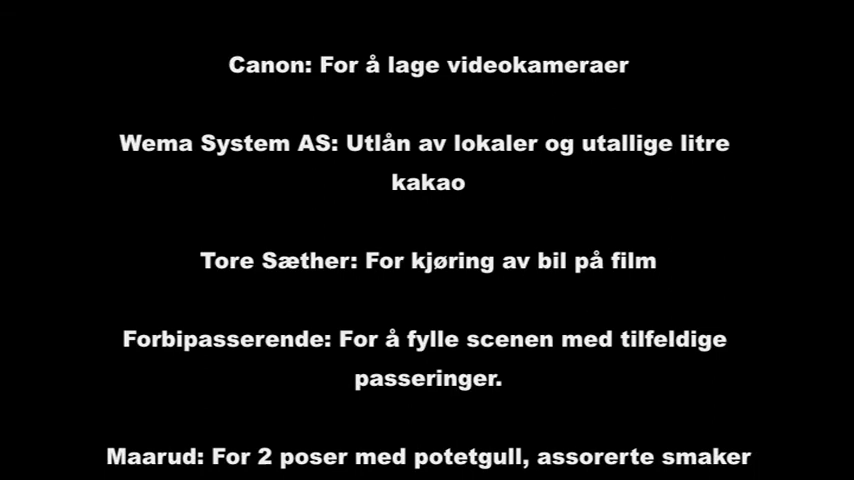 Canon: For å lage videokameraer
Wema System AS: Utlån av lokaler og utallige litre
kakao
Tore Sæther: For kjøring av bil på film
Forbipasserende: For å fylle scenen med tilfeldige
passeringer.
Maarud: For 2 poser med potetgull, assorerte smaker